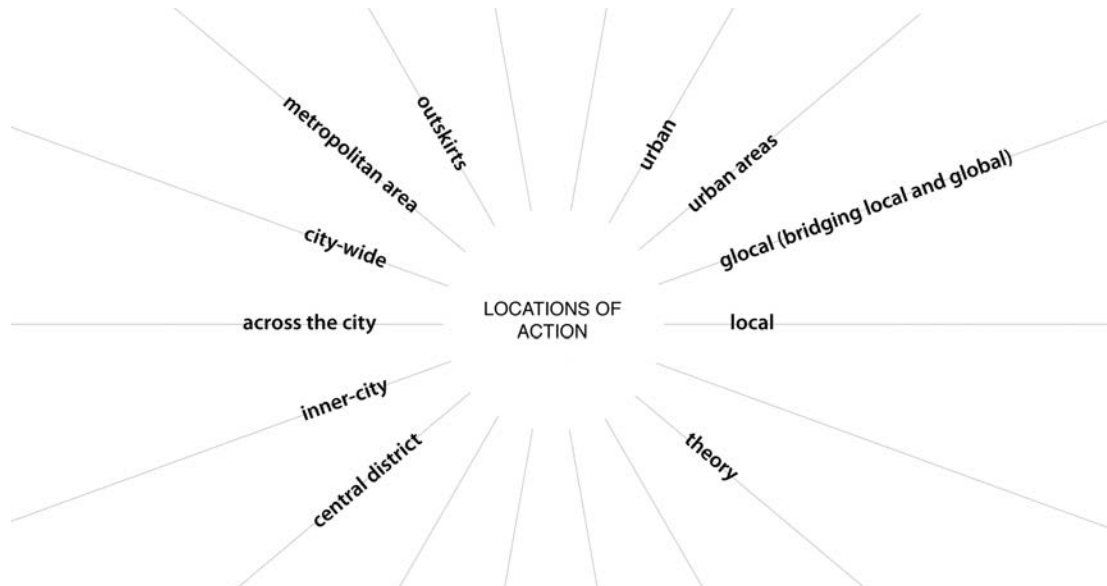 outskirts
urban
metropolitan area
urban areas
city-wide
glocal (bridging local and global)
LOCATIONS OF
ACTION
across the city
local
inner-city
central district
theory